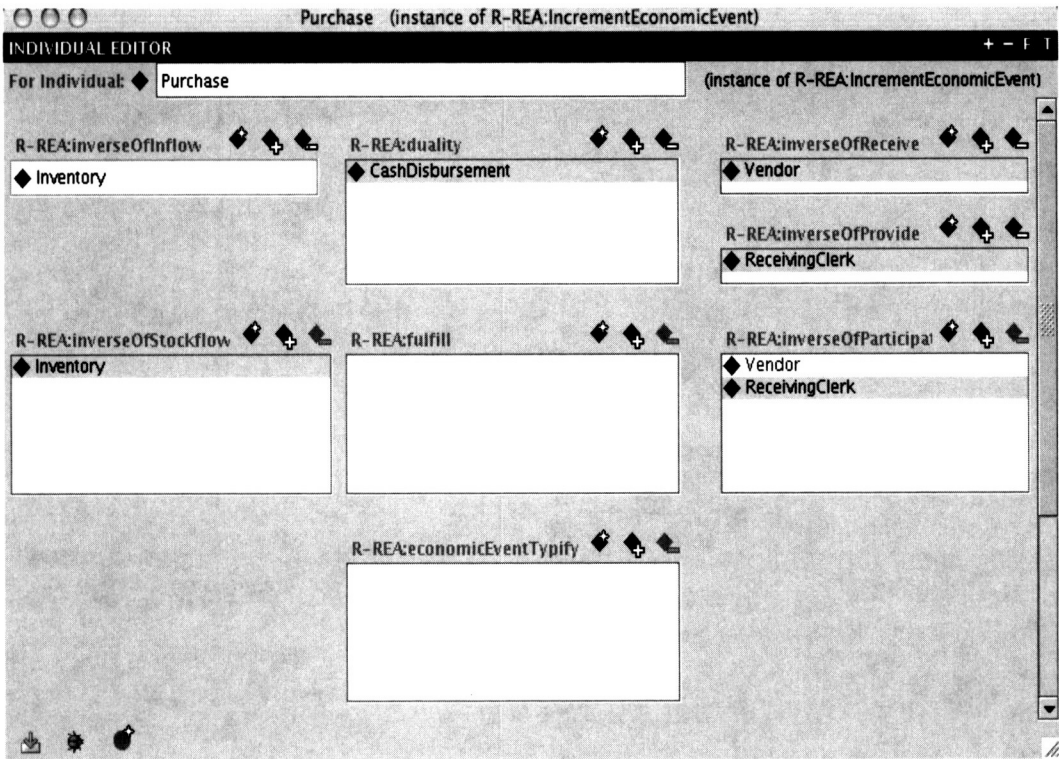 Purchase (instance of R-REA:IncrementEconomicEvent)
INDIVIDUAL EDITOR + − F T
For Individual: Purchase (instance of R-REA:IncrementEconomicEvent)
R-REA:inverseOfInflow
Inventory
R-REA:duality
CashDisbursement
R-REA:inverseOfReceive
Vendor
R-REA:inverseOfProvide
ReceivingClerk
R-REA:inverseOfStockflow
Inventory
R-REA:fulfill
R-REA:inverseOfParticipat
Vendor
ReceivingClerk
R-REA:economicEventTypify